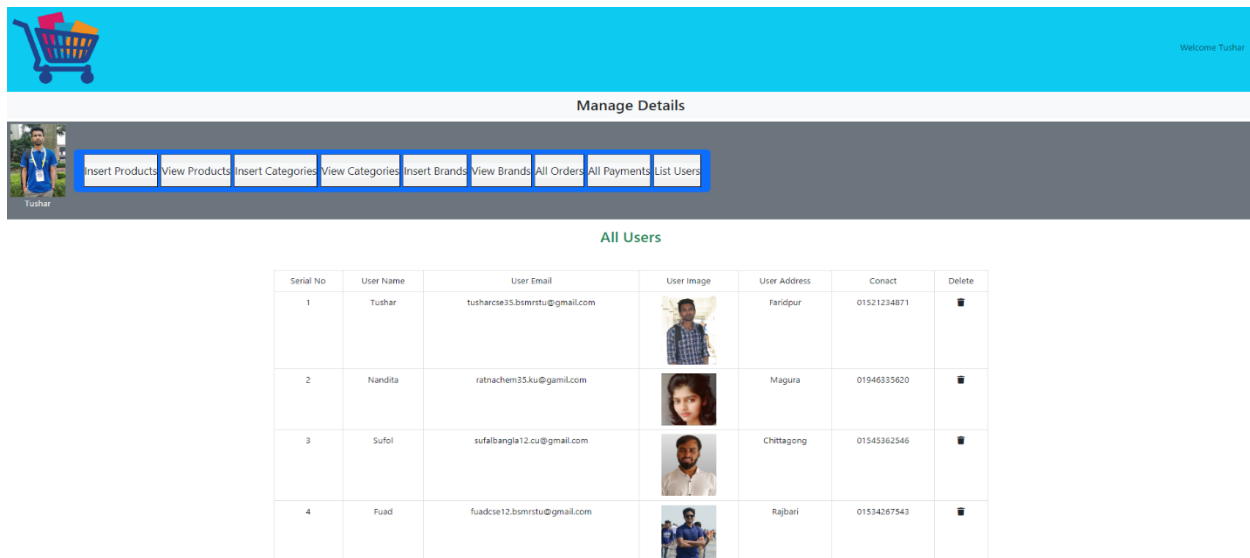 Welcome Tushar
Manage Details
Insert Products View Products Insert Categories View Categories Insert Brands View Brands All Orders All Payments List Users
Tushar
All Users
Serial No User Name User Email User Image User Address Conact Delete
1 Tushar tusharcse35.bsmrstu@gmail.com Faridpur 01521234871
2 Nandita ratnachem35.ku@gamil.com Magura 01946335620
3 Sufol sufalbangla12.cu@gmail.com Chittagong 01545362546
4 Fuad fuadcse12.bsmrstu@gmail.com Rajbari 01534267543